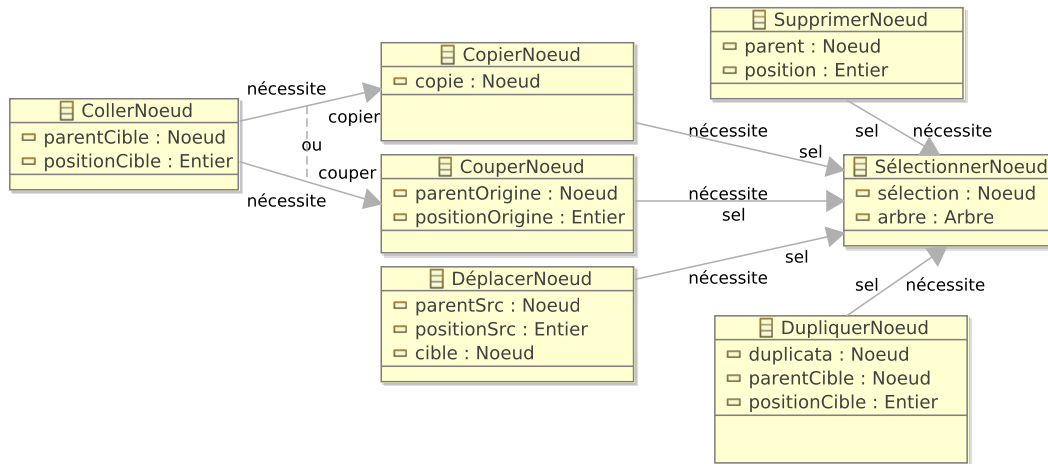 SupprimerNoeud
parent : Noeud
position : Entier
CopierNoeud
copie : Noeud
nécessite
copier
CollerNoeud
parentCible : Noeud
positionCible : Entier
ou
couper
nécessite
nécessite
sel
sel
nécessite
CouperNoeud
parentOrigine : Noeud
positionOrigine : Entier
nécessite
sel
SélectionnerNoeud
sélection : Noeud
arbre : Arbre
DéplacerNoeud
parentSrc : Noeud
positionSrc : Entier
cible : Noeud
sel
nécessite
sel
nécessite
DupliquerNoeud
duplicata : Noeud
parentCible : Noeud
positionCible : Entier